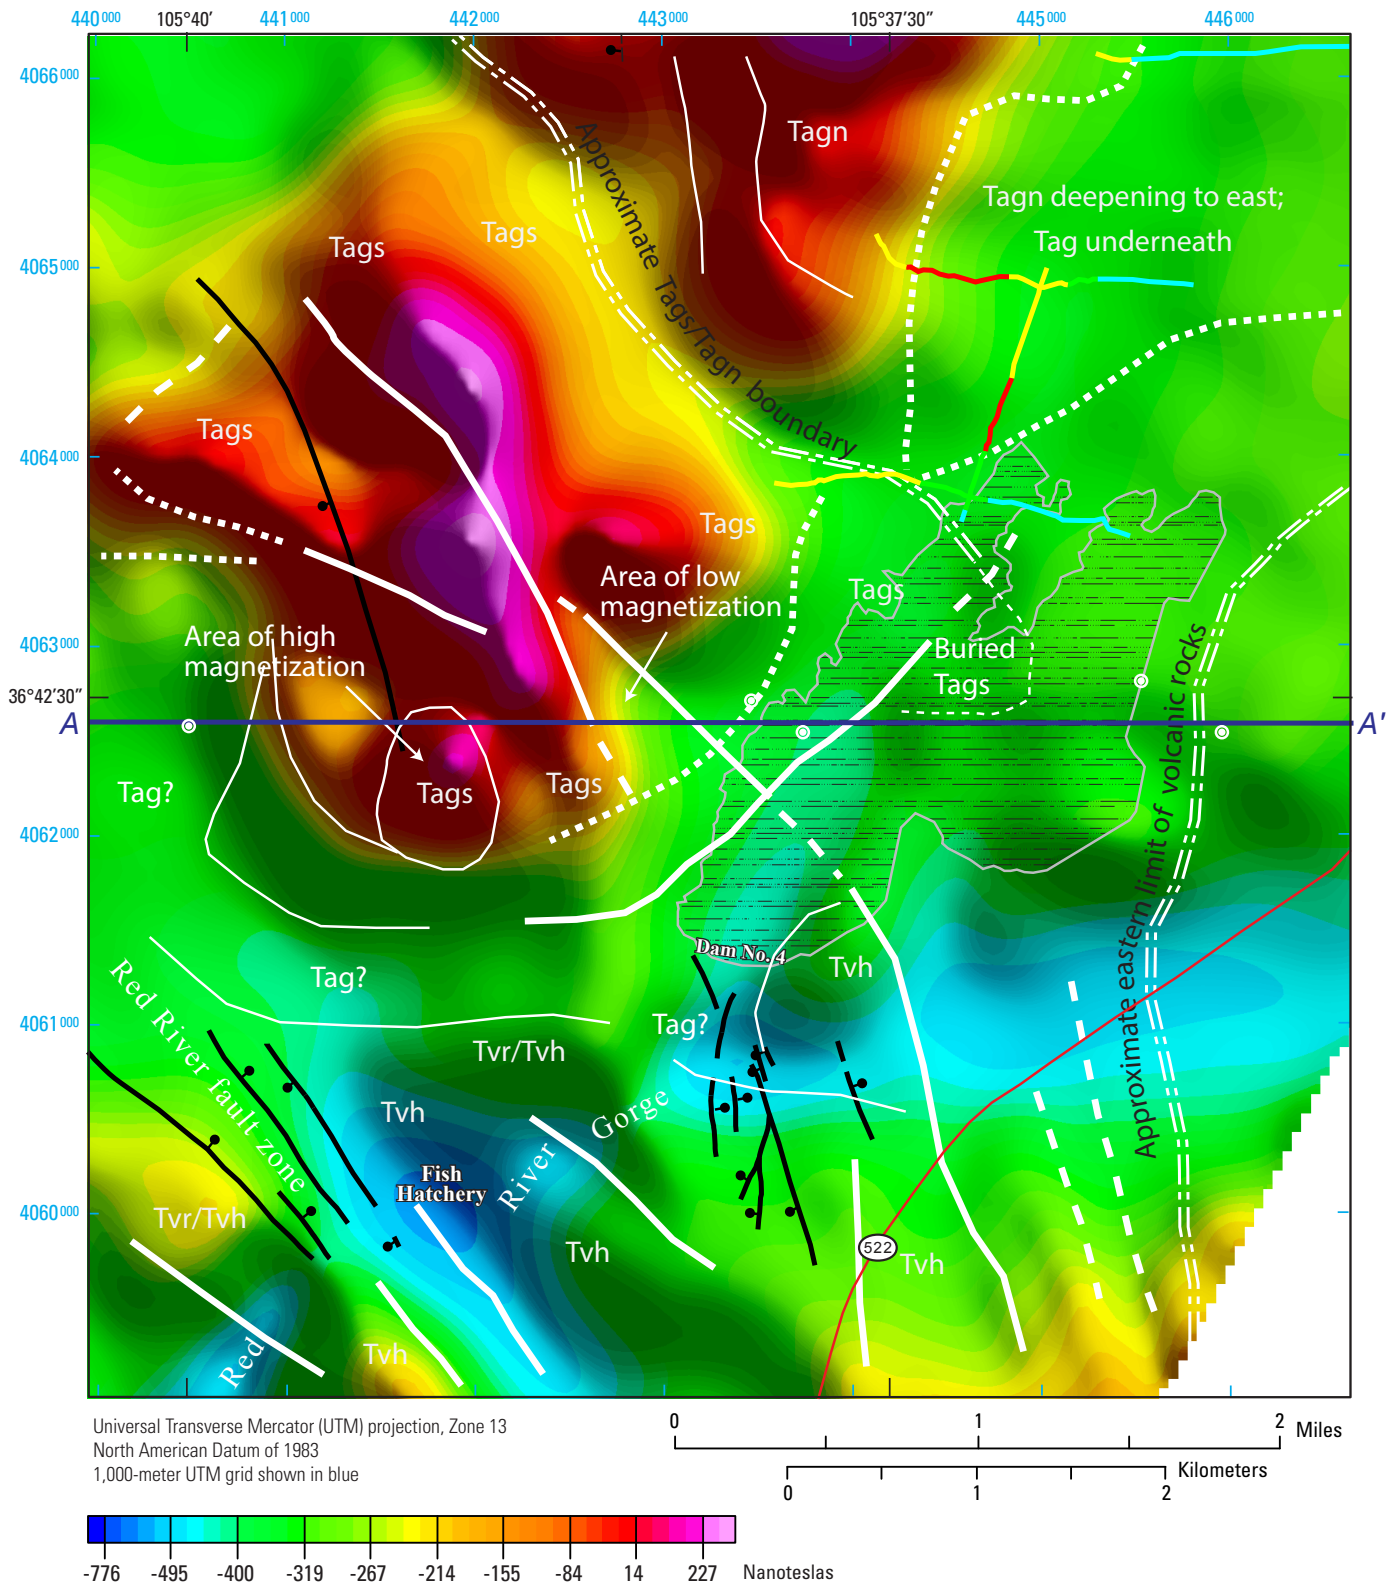 440000 105°40’ 441000 442000 443000 105°37’30” 445000 446000
4066000
4065000
4064000
4063000
36°42’30”
4062000
4061000
4060000
A
A’
Tagn
Tagn deepening to east;
Tag underneath
Tags
Tags
Approximate Tags/Tagn boundary
Tags
Tags
Area of low
magnetization
Tags
Area of high
magnetization
Buried
Tags
Tags
Tags
Tag?
Approximate eastern limit of volcanic rocks
Dam No. 4
Tvh
Tag?
Tag?
Red River fault zone
Tvr/Tvh
Tvh
Gorge
River
Red
Fish
Hatchery
Tvr/Tvh
Tvh
522
Tvh
Tvh
Universal Transverse Mercator (UTM) projection, Zone 13
North American Datum of 1983
1,000-meter UTM grid shown in blue
0 1 2 Miles
Kilometers
0 1 2
-776 -495 -400 -319 -267 -214 -155 -84 14 227 Nanoteslas